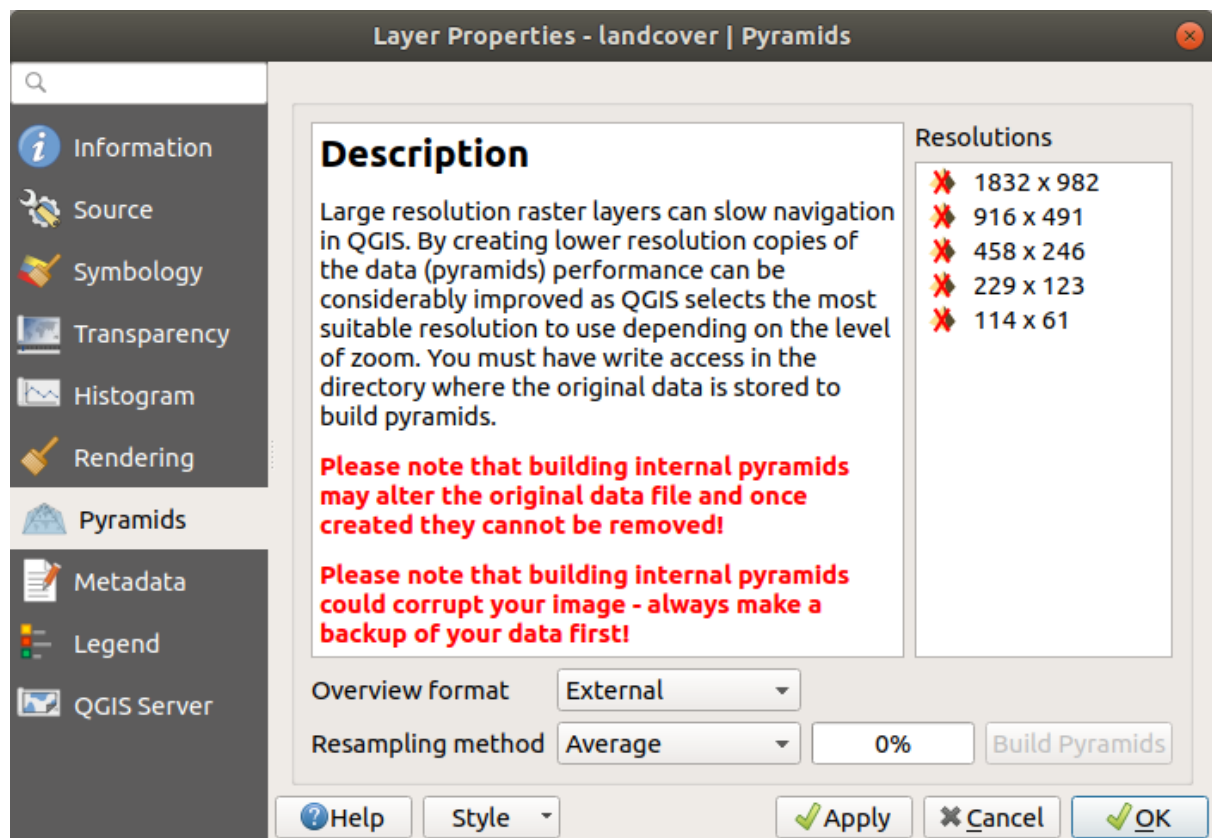 Layer Properties - landcover | Pyramids
Information
Source
Symbology
Transparency
Histogram
Rendering
Pyramids
Metadata
Legend
QGIS Server
Description
Large resolution raster layers can slow navigation
in QGIS. By creating lower resolution copies of
the data (pyramids) performance can be
considerably improved as QGIS selects the most
suitable resolution to use depending on the level
of zoom. You must have write access in the
directory where the original data is stored to
build pyramids.
Please note that building internal pyramids
may alter the original data file and once
created they cannot be removed!
Please note that building internal pyramids
could corrupt your image - always make a
backup of your data first!
Resolutions
1832 x 982
916 x 491
458 x 246
229 x 123
114 x 61
Overview format External
Resampling method Average 0% Build Pyramids
Help Style Apply Cancel OK